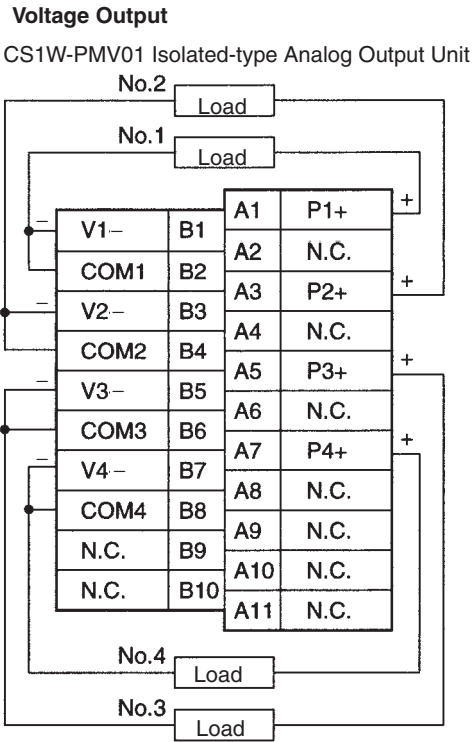 Voltage Output
CS1W-PMV01 Isolated-type Analog Output Unit
No.2
Load
No.1
Load
A1 P1+ +
− V1− B1
A2 N.C.
COM1 B2
A3 P2+ +
− V2− B3
A4 N.C.
COM2 B4
A5 P3+ +
− V3− B5
A6 N.C.
COM3 B6
A7 P4+ +
− V4− B7
A8 N.C.
COM4 B8
A9 N.C.
N.C. B9
A10 N.C.
N.C. B10
A11 N.C.
No.4
Load
No.3
Load